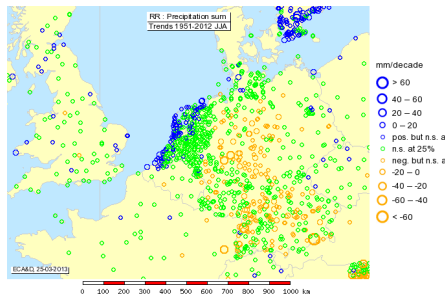 RR : Precipitation sum
Trends 1951-2012 JJA
mm/decade
> 60
40 – 60
20 – 40
0 – 20
pos. but n.s. a
n.s. at 25%
neg. but n.s. a
-20 – 0
-40 – -20
-60 – -40
< -60
ECA&D, 25-03-2013
0 100 200 300 400 500 600 700 800 900 1000 km